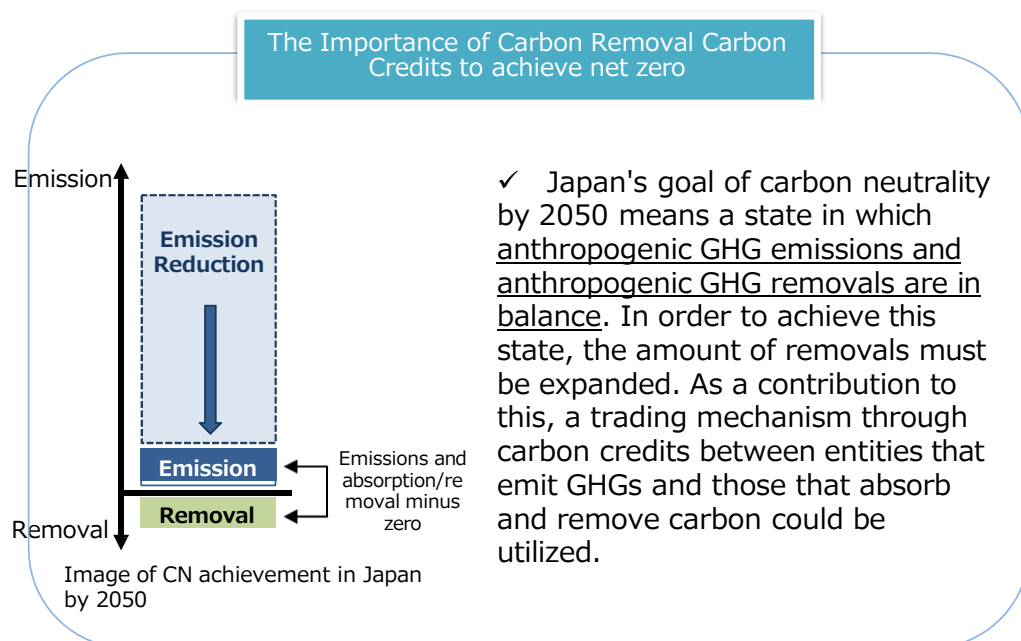 The Importance of Carbon Removal Carbon
Credits to achieve net zero
Emission
Emission
Reduction
Emission
Removal
Removal
Emissions and
absorption/re
moval minus
zero
Image of CN achievement in Japan
by 2050
✓ Japan's goal of carbon neutrality
by 2050 means a state in which
anthropogenic GHG emissions and
anthropogenic GHG removals are in
balance. In order to achieve this
state, the amount of removals must
be expanded. As a contribution to
this, a trading mechanism through
carbon credits between entities that
emit GHGs and those that absorb
and remove carbon could be
utilized.